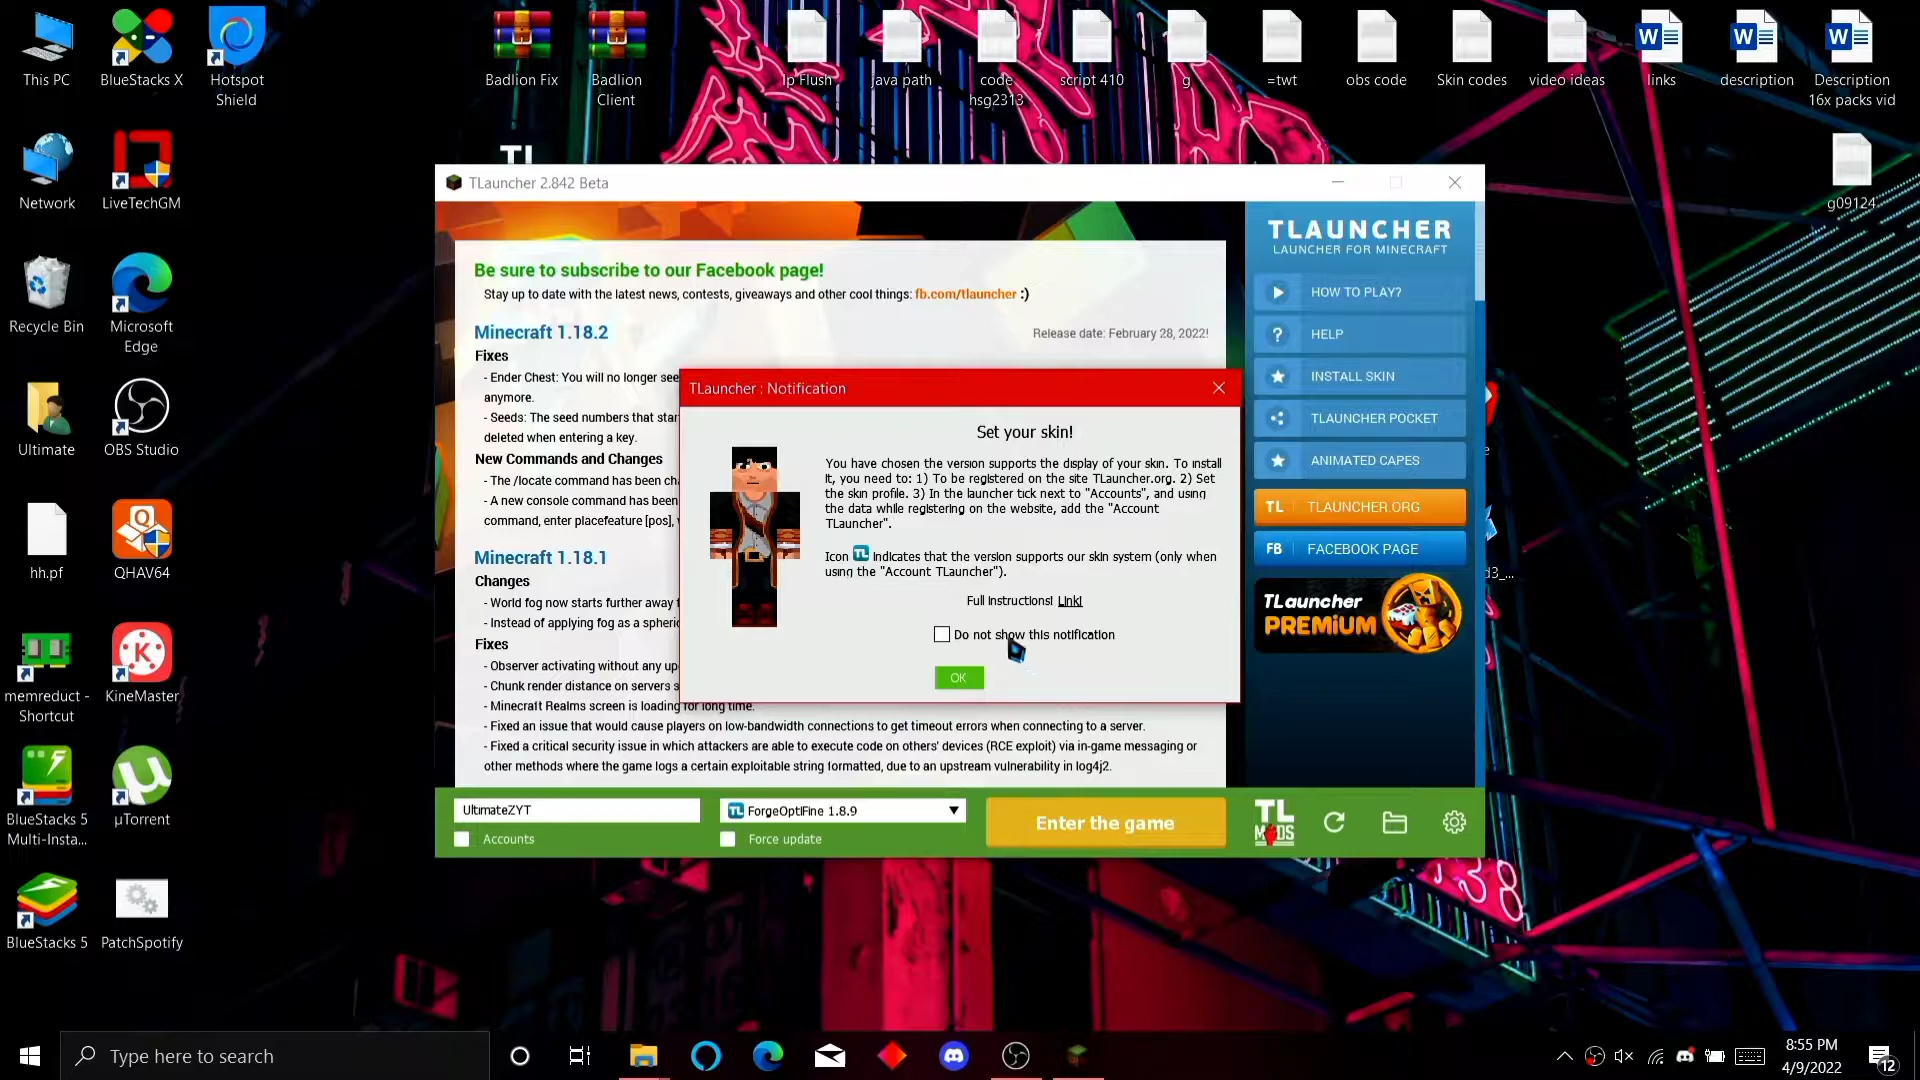 This PC
BlueStacks X
Hotspot
Shield
Badlion Fix
Badlion
Client
Ip Flush
java path
code
hsg2313
script 410
g
=twt
obs code
Skin codes
video ideas
links
description
Description
16x packs vid
Network
LiveTechGM
g09124
Recycle Bin
Microsoft
Edge
Ultimate
OBS Studio
hh.pf
QHAV64
memreduct -
Shortcut
KineMaster
BlueStacks 5
Multi-Insta...
µTorrent
BlueStacks 5
PatchSpotify
TL
TLauncher 2.842 Beta
Be sure to subscribe to our Facebook page!
Stay up to date with the latest news, contests, giveaways and other cool things: fb.com/tlauncher :)
Minecraft 1.18.2
Release date: February 28, 2022!
Fixes
- Ender Chest: You will no longer see
anymore.
- Seeds: The seed numbers that star
deleted when entering a key.
New Commands and Changes
- The /locate command has been cha
- A new console command has been
command, enter placefeature [pos],
Minecraft 1.18.1
Changes
- World fog now starts further away f
- Instead of applying fog as a spheric
Fixes
- Observer activating without any up
- Chunk render distance on servers s
- Minecraft Realms screen is loading for long time.
- Fixed an issue that would cause players on low-bandwidth connections to get timeout errors when connecting to a server.
- Fixed a critical security issue in which attackers are able to execute code on others' devices (RCE exploit) via in-game messaging or
other methods where the game logs a certain exploitable string formatted, due to an upstream vulnerability in log4j2.
TLauncher : Notification
Set your skin!
You have chosen the version supports the display of your skin. To install
it, you need to: 1) To be registered on the site TLauncher.org. 2) Set
the skin profile. 3) In the launcher tick next to "Accounts", and using
the data while registering on the website, add the "Account
TLauncher".
Icon TL indicates that the version supports our skin system (only when
using the "Account TLauncher").
Full instructions! Link!
Do not show this notification
OK
TLAUNCHER
LAUNCHER FOR MINECRAFT
HOW TO PLAY?
HELP
INSTALL SKIN
TLAUNCHER POCKET
ANIMATED CAPES
TL TLAUNCHER.ORG
FB FACEBOOK PAGE
TLauncher
PREMIUM
e
d3_...
UltimateZYT
Accounts
TL ForgeOptiFine 1.8.9
Force update
Enter the game
TL
MODS
38
Type here to search
8:55 PM
4/9/2022
12